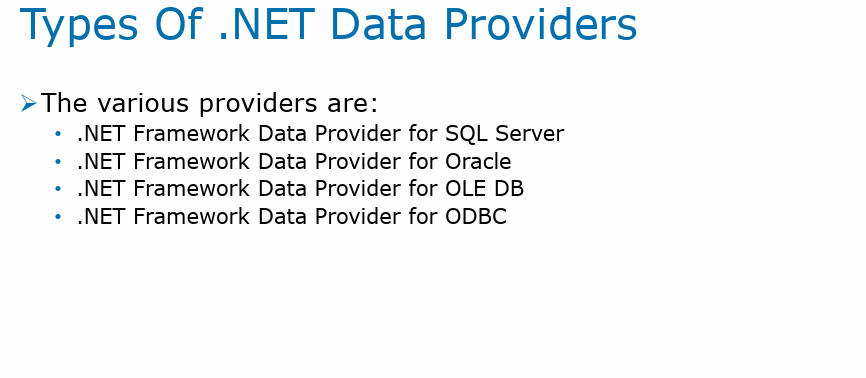 Types Of .NET Data Providers
➢The various providers are:
• .NET Framework Data Provider for SQL Server
• .NET Framework Data Provider for Oracle
• .NET Framework Data Provider for OLE DB
• .NET Framework Data Provider for ODBC